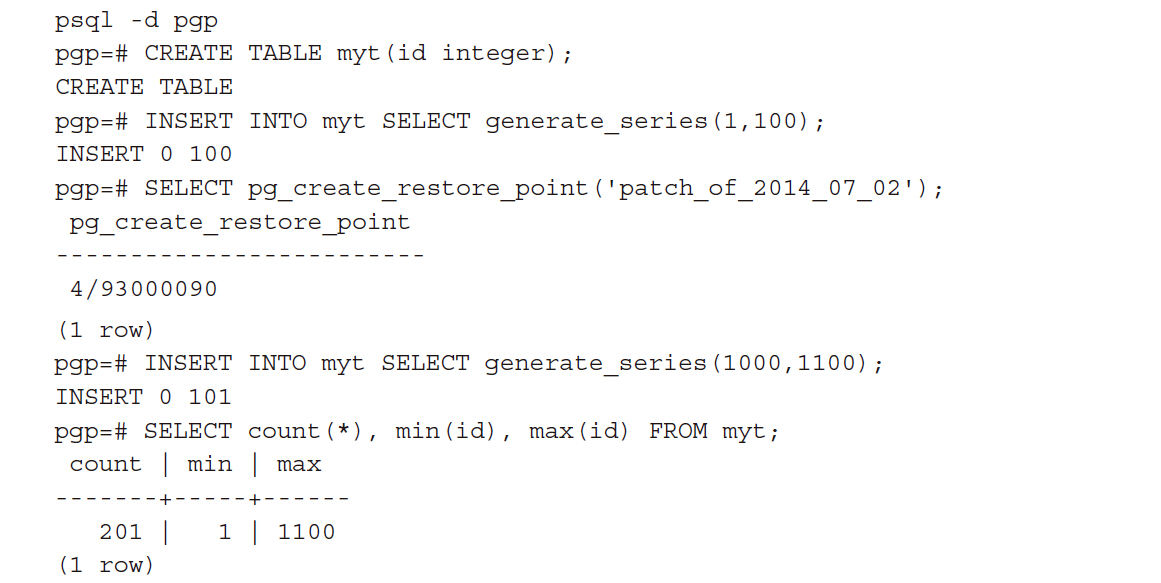 psql -d pgp
pgp=# CREATE TABLE myt(id integer);
CREATE TABLE
pgp=# INSERT INTO myt SELECT generate_series(1,100);
INSERT 0 100
pgp=# SELECT pg_create_restore_point('patch_of_2014_07_02');
 pg_create_restore_point
-------------------------
 4/93000090
(1 row)
pgp=# INSERT INTO myt SELECT generate_series(1000,1100);
INSERT 0 101
pgp=# SELECT count(*), min(id), max(id) FROM myt;
 count | min | max
-------+-----+------
   201 |   1 | 1100
(1 row)